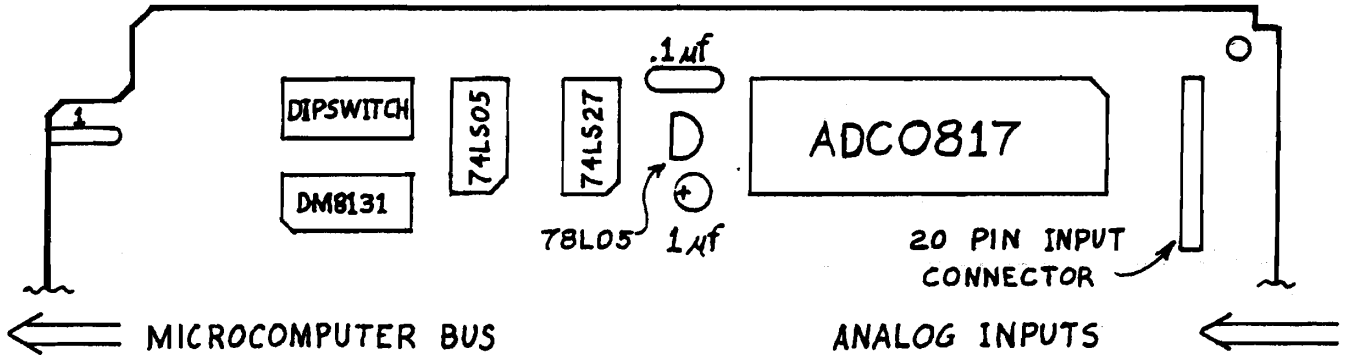 .1 µf
DIPSWITCH
74LS05
74LS27
ADC0817
1
DM8131
78L05
1 µf
20 PIN INPUT
CONNECTOR
MICROCOMPUTER BUS
ANALOG INPUTS